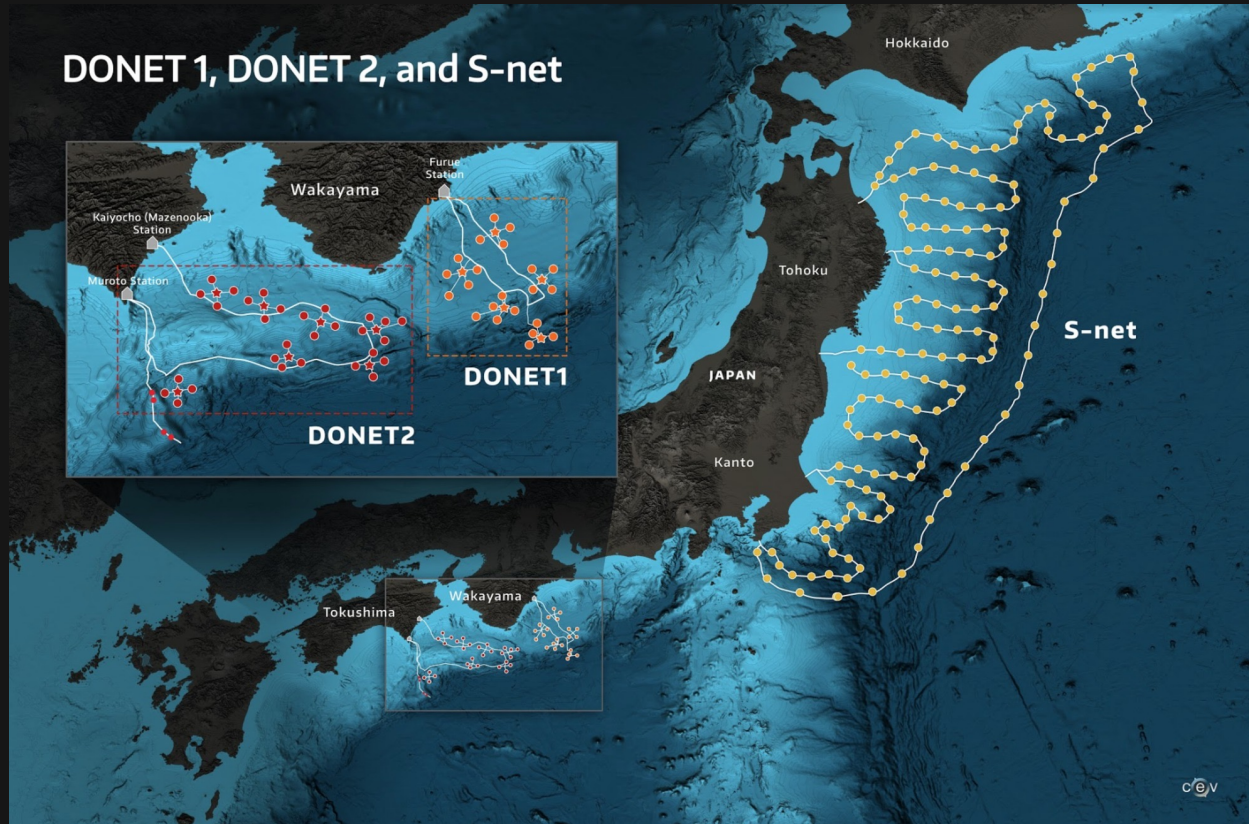 DONET 1, DONET 2, and S-net
Hokkaido
Furue
Station
Wakayama
Kaiyocho (Mazenooka)
Station
Muroto Station
Tohoku
S-net
DONET1
JAPAN
DONET2
Kanto
Wakayama
Tokushima
cev